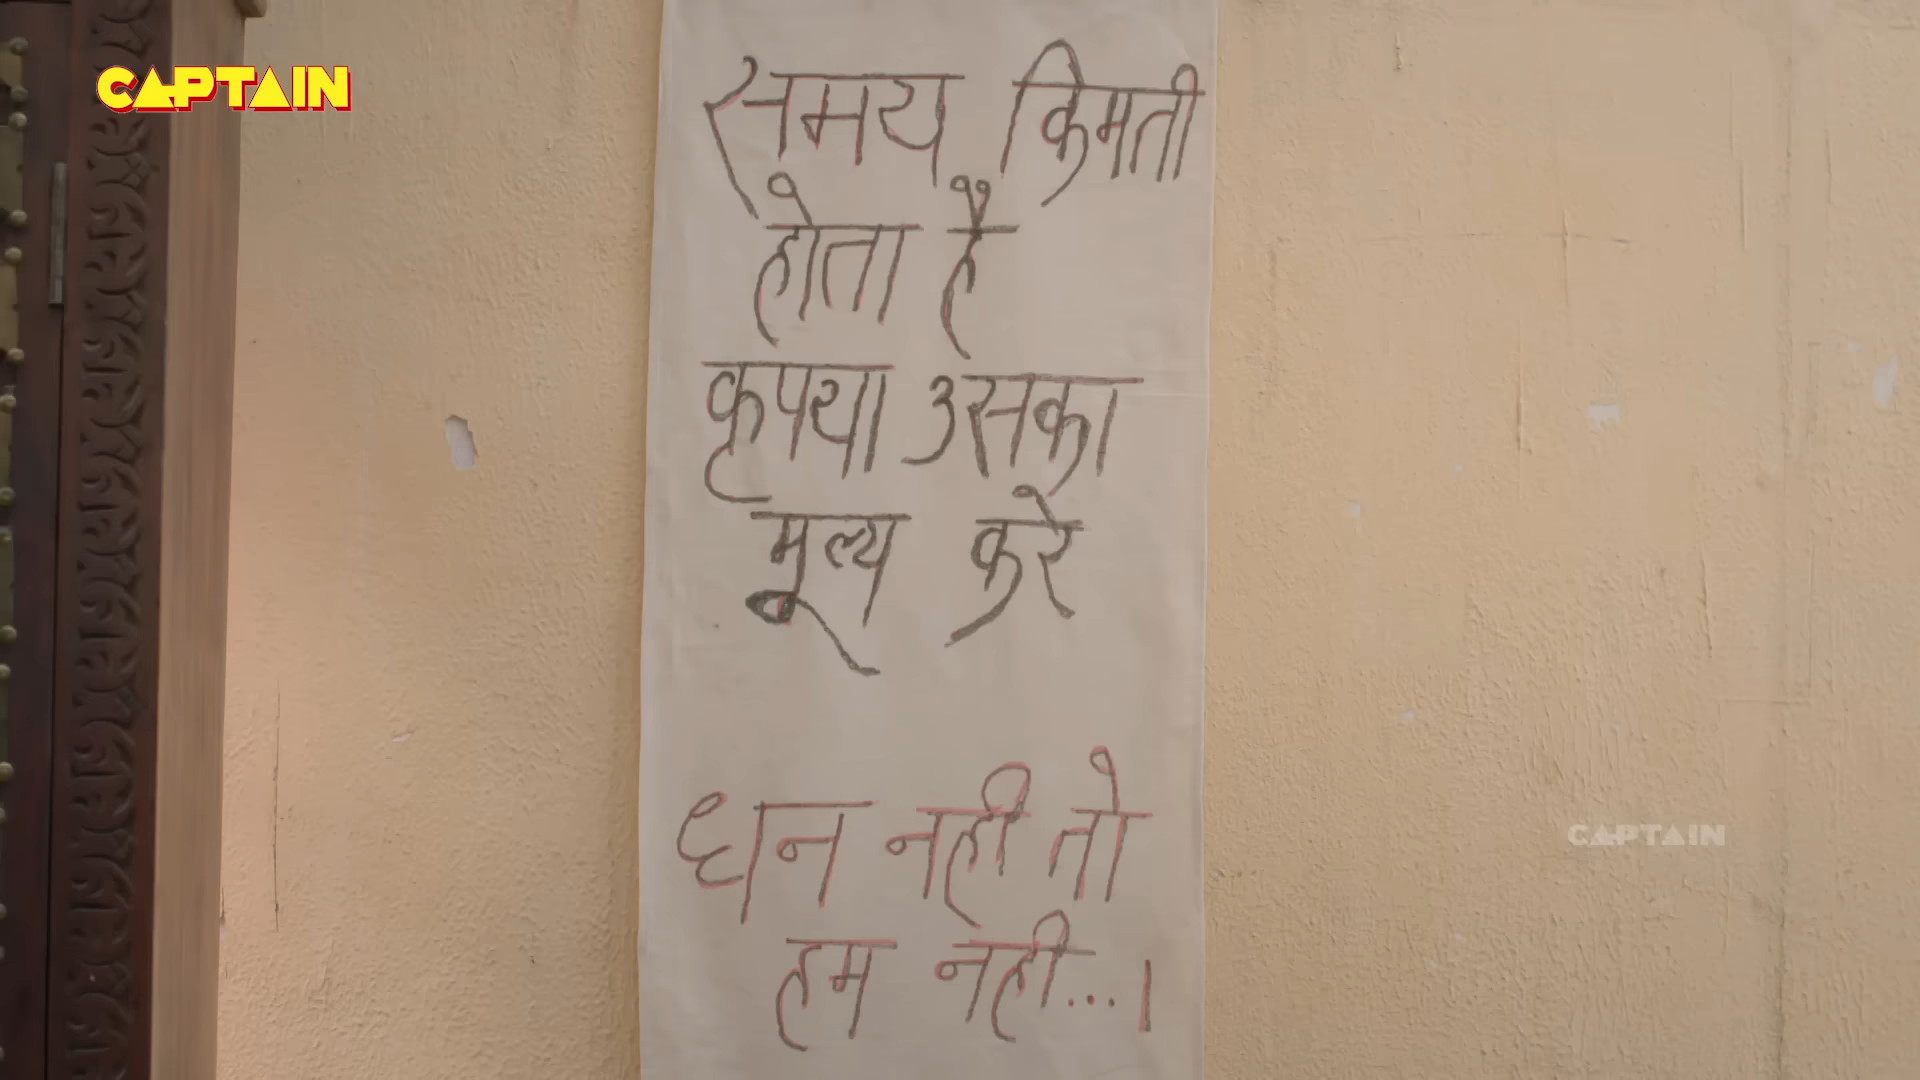 CAPTAIN
समय किमती
होता है
कृपया उसका
मूल्य करे
धन नही तो
हम नही...।
CAPTAIN